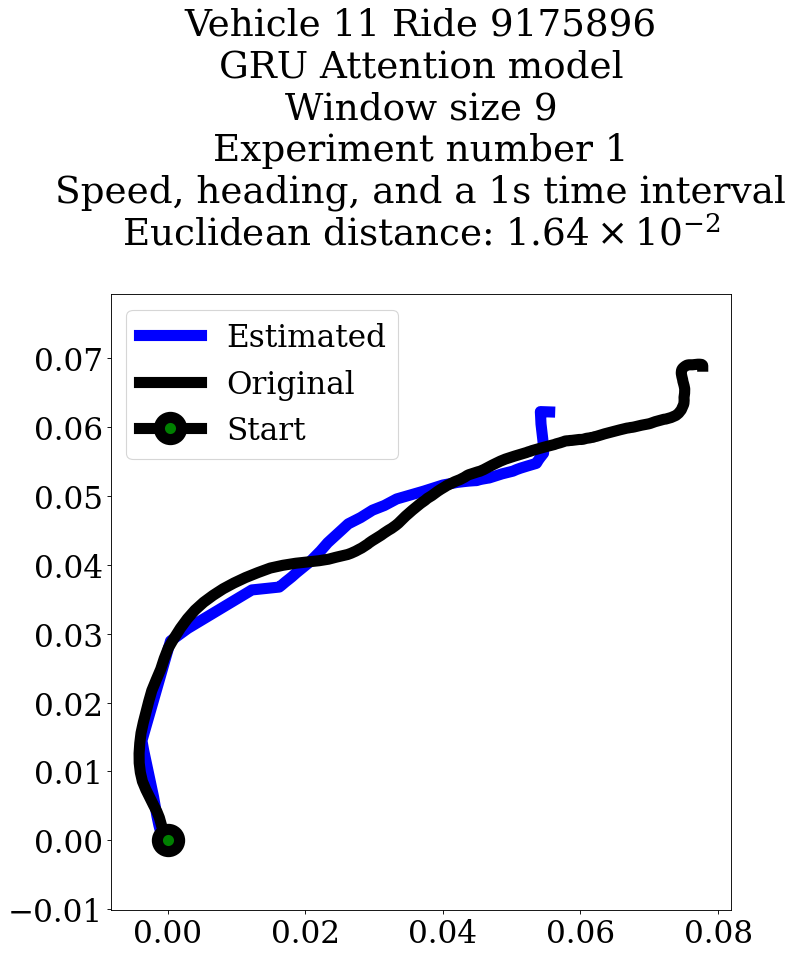 Vehicle 11 Ride 9175896
GRU Attention model
Window size 9
Experiment number 1
Speed, heading, and a 1s time interval
Euclidean distance: 1.64 × 10⁻²
Estimated
Original
Start
0.07
0.06
0.05
0.04
0.03
0.02
0.01
0.00
−0.01
0.00 0.02 0.04 0.06 0.08